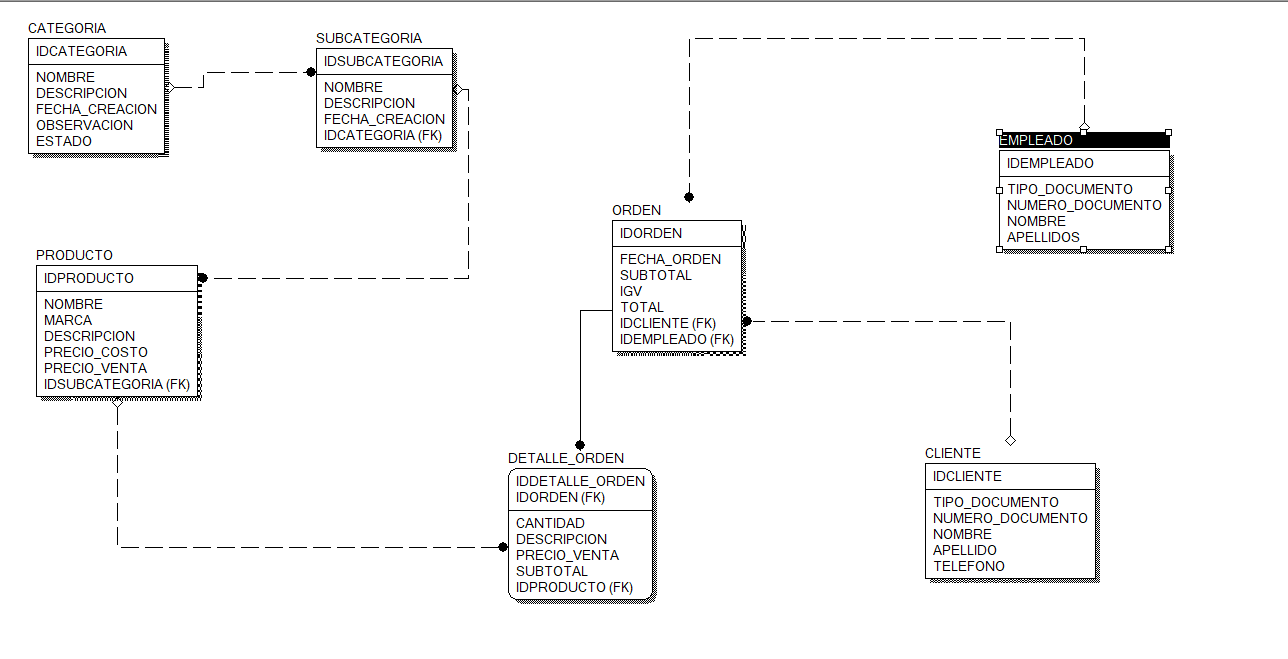 CATEGORIA
IDCATEGORIA
NOMBRE
DESCRIPCION
FECHA_CREACION
OBSERVACION
ESTADO
SUBCATEGORIA
IDSUBCATEGORIA
NOMBRE
DESCRIPCION
FECHA_CREACION
IDCATEGORIA (FK)
EMPLEADO
IDEMPLEADO
TIPO_DOCUMENTO
NUMERO_DOCUMENTO
NOMBRE
APELLIDOS
ORDEN
IDORDEN
FECHA_ORDEN
SUBTOTAL
IGV
TOTAL
IDCLIENTE (FK)
IDEMPLEADO (FK)
PRODUCTO
IDPRODUCTO
NOMBRE
MARCA
DESCRIPCION
PRECIO_COSTO
PRECIO_VENTA
IDSUBCATEGORIA (FK)
DETALLE_ORDEN
IDDETALLE_ORDEN
IDORDEN (FK)
CANTIDAD
DESCRIPCION
PRECIO_VENTA
SUBTOTAL
IDPRODUCTO (FK)
CLIENTE
IDCLIENTE
TIPO_DOCUMENTO
NUMERO_DOCUMENTO
NOMBRE
APELLIDO
TELEFONO